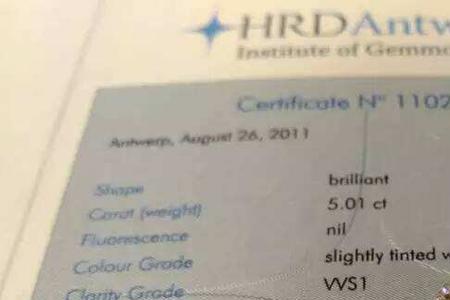 HRDAntw
Institute of Gemmo
Certificate N° 1102
Antwerp, August 26, 2011
Shape brilliant
Carat (weight) 5.01 ct
Fluorescence nil
Colour Grade slightly tinted w
Clarity Grade VVS1